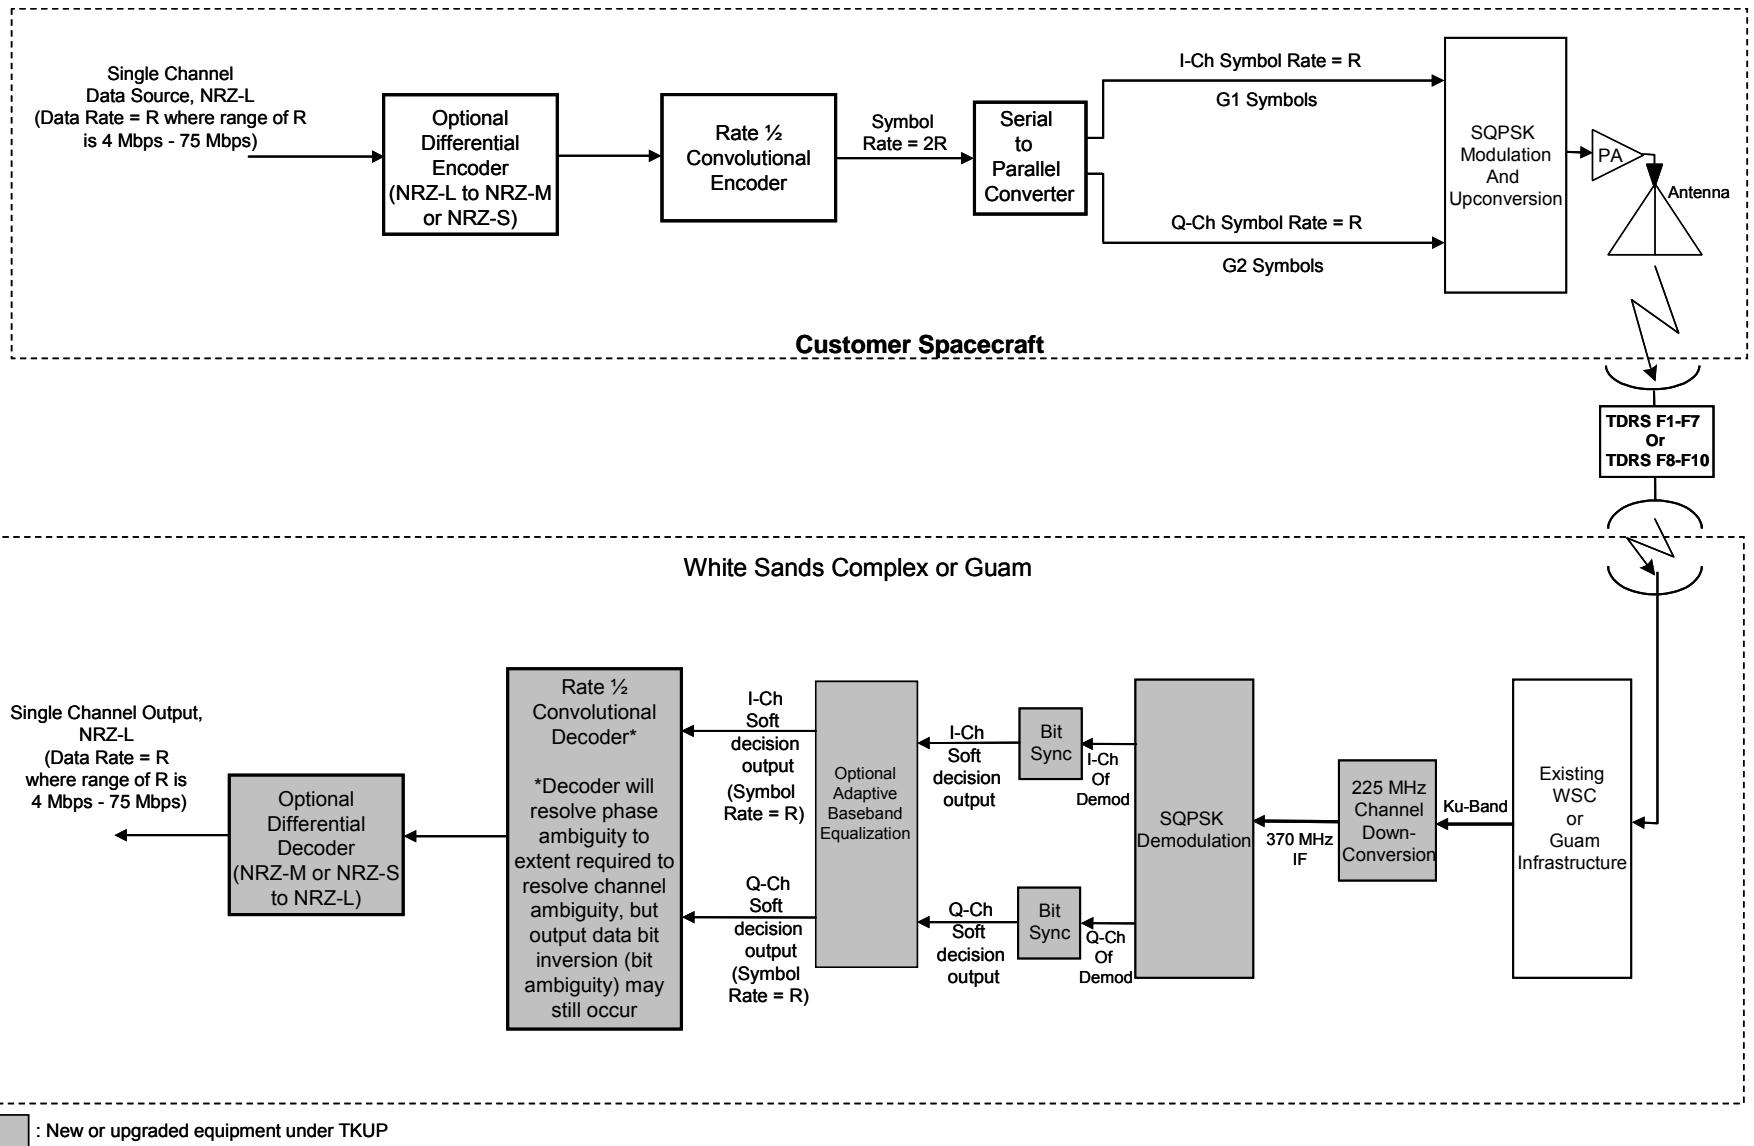 Single Channel
Data Source, NRZ-L
(Data Rate = R where range of R
is 4 Mbps - 75 Mbps)
Optional
Differential
Encoder
(NRZ-L to NRZ-M
or NRZ-S)
Rate ½
Convolutional
Encoder
Symbol
Rate = 2R
Serial
to
Parallel
Converter
I-Ch Symbol Rate = R
G1 Symbols
Q-Ch Symbol Rate = R
G2 Symbols
SQPSK
Modulation
And
Upconversion
PA
Antenna
Customer Spacecraft
TDRS F1-F7
Or
TDRS F8-F10
White Sands Complex or Guam
Single Channel Output,
NRZ-L
(Data Rate = R
where range of R is
4 Mbps - 75 Mbps)
Optional
Differential
Decoder
(NRZ-M or NRZ-S
to NRZ-L)
Rate ½
Convolutional
Decoder*
*Decoder will
resolve phase
ambiguity to
extent required to
resolve channel
ambiguity, but
output data bit
inversion (bit
ambiguity) may
still occur
I-Ch
Soft
decision
output
(Symbol
Rate = R)
Q-Ch
Soft
decision
output
(Symbol
Rate = R)
Optional
Adaptive
Baseband
Equalization
I-Ch
Soft
decision
output
Q-Ch
Soft
decision
output
Bit
Sync
Bit
Sync
I-Ch
Of
Demod
Q-Ch
Of
Demod
SQPSK
Demodulation
370 MHz
IF
225 MHz
Channel
Down-
Conversion
Ku-Band
Existing
WSC
or
Guam
Infrastructure
: New or upgraded equipment under TKUP